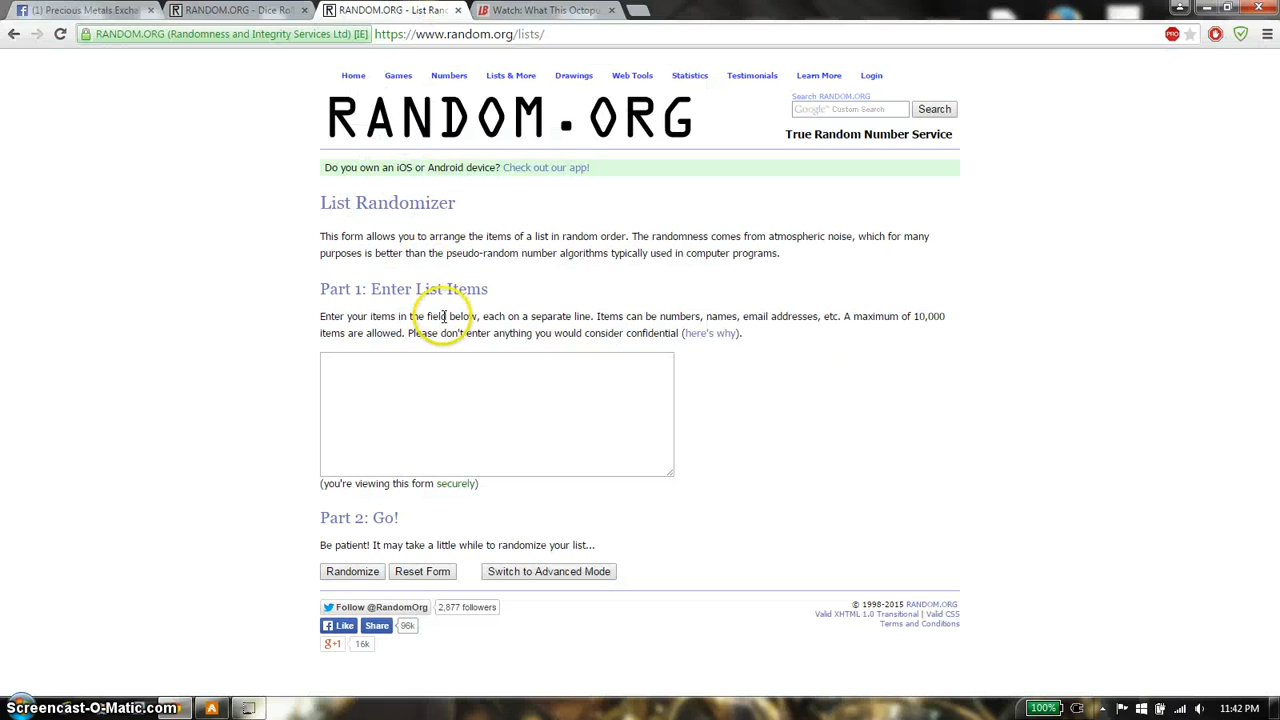 (1) Precious Metals Excha
RANDOM.ORG - Dice Rol
RANDOM.ORG - List Ranc
Watch: What This Octopu
RANDOM.ORG (Randomness and Integrity Services Ltd) [IE]
https://www.random.org/lists/
PRO
Home Games Numbers Lists & More Drawings Web Tools Statistics Testimonials Learn More Login
RANDOM.ORG
Search RANDOM.ORG
Google™ Custom Search
Search
True Random Number Service
Do you own an iOS or Android device? Check out our app!
List Randomizer
This form allows you to arrange the items of a list in random order. The randomness comes from atmospheric noise, which for many
purposes is better than the pseudo-random number algorithms typically used in computer programs.
Part 1: Enter List Items
Enter your items in the field below, each on a separate line. Items can be numbers, names, email addresses, etc. A maximum of 10,000
items are allowed. Please don't enter anything you would consider confidential (here's why).
(you're viewing this form securely)
Part 2: Go!
Be patient! It may take a little while to randomize your list...
Randomize
Reset Form
Switch to Advanced Mode
Follow @RandomOrg
2,877 followers
Like
Share
96k
g+1
16k
© 1998-2015 RANDOM.ORG
Valid XHTML 1.0 Transitional | Valid CSS
Terms and Conditions
Screencast-O-Matic.com
100%
11:42 PM